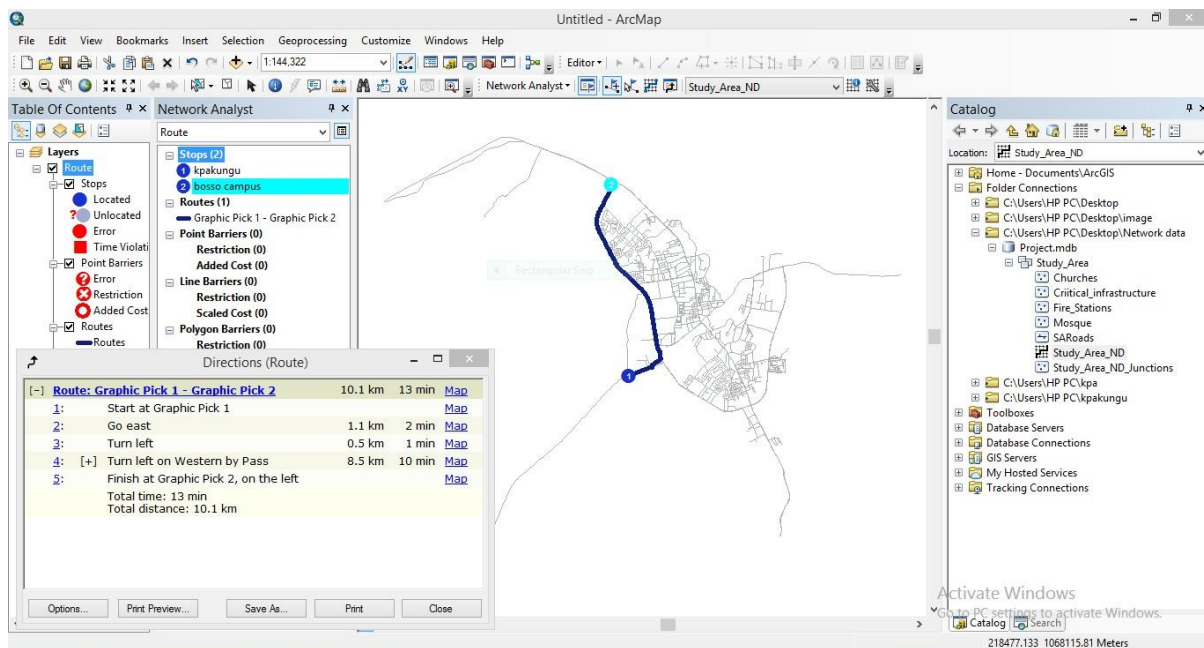 Untitled - ArcMap
File Edit View Bookmarks Insert Selection Geoprocessing Customize Windows Help
1:144,322
Editor
Network Analyst
Study_Area_ND
Table Of Contents
Layers
Route
Stops
Located
Unlocated
Error
Time Violati
Point Barriers
Error
Restriction
Added Cost
Routes
Routes
Network Analyst
Route
Stops (2)
1 kpakungu
2 bosso campus
Routes (1)
Graphic Pick 1 - Graphic Pick 2
Point Barriers (0)
Restriction (0)
Added Cost (0)
Line Barriers (0)
Restriction (0)
Scaled Cost (0)
Polygon Barriers (0)
Restriction (0)
2
Rectangular Snip
1
Directions (Route)
[-] Route: Graphic Pick 1 - Graphic Pick 2 10.1 km 13 min Map
1: Start at Graphic Pick 1 Map
2: Go east 1.1 km 2 min Map
3: Turn left 0.5 km 1 min Map
4: [+] Turn left on Western by Pass 8.5 km 10 min Map
5: Finish at Graphic Pick 2, on the left Map
Total time: 13 min
Total distance: 10.1 km
Options... Print Preview... Save As... Print Close
Catalog
Location: Study_Area_ND
Home - Documents\ArcGIS
Folder Connections
C:\Users\HP PC\Desktop
C:\Users\HP PC\Desktop\image
C:\Users\HP PC\Desktop\Network data
Project.mdb
Study_Area
Churches
Criitical_infrastructure
Fire_Stations
Mosque
SARoads
Study_Area_ND
Study_Area_ND_Junctions
C:\Users\HP PC\kpa
C:\Users\HP PC\kpakungu
Toolboxes
Database Servers
Database Connections
GIS Servers
My Hosted Services
Tracking Connections
Activate Windows
Go to PC settings to activate Windows.
Catalog Search
218477.133 1068115.81 Meters